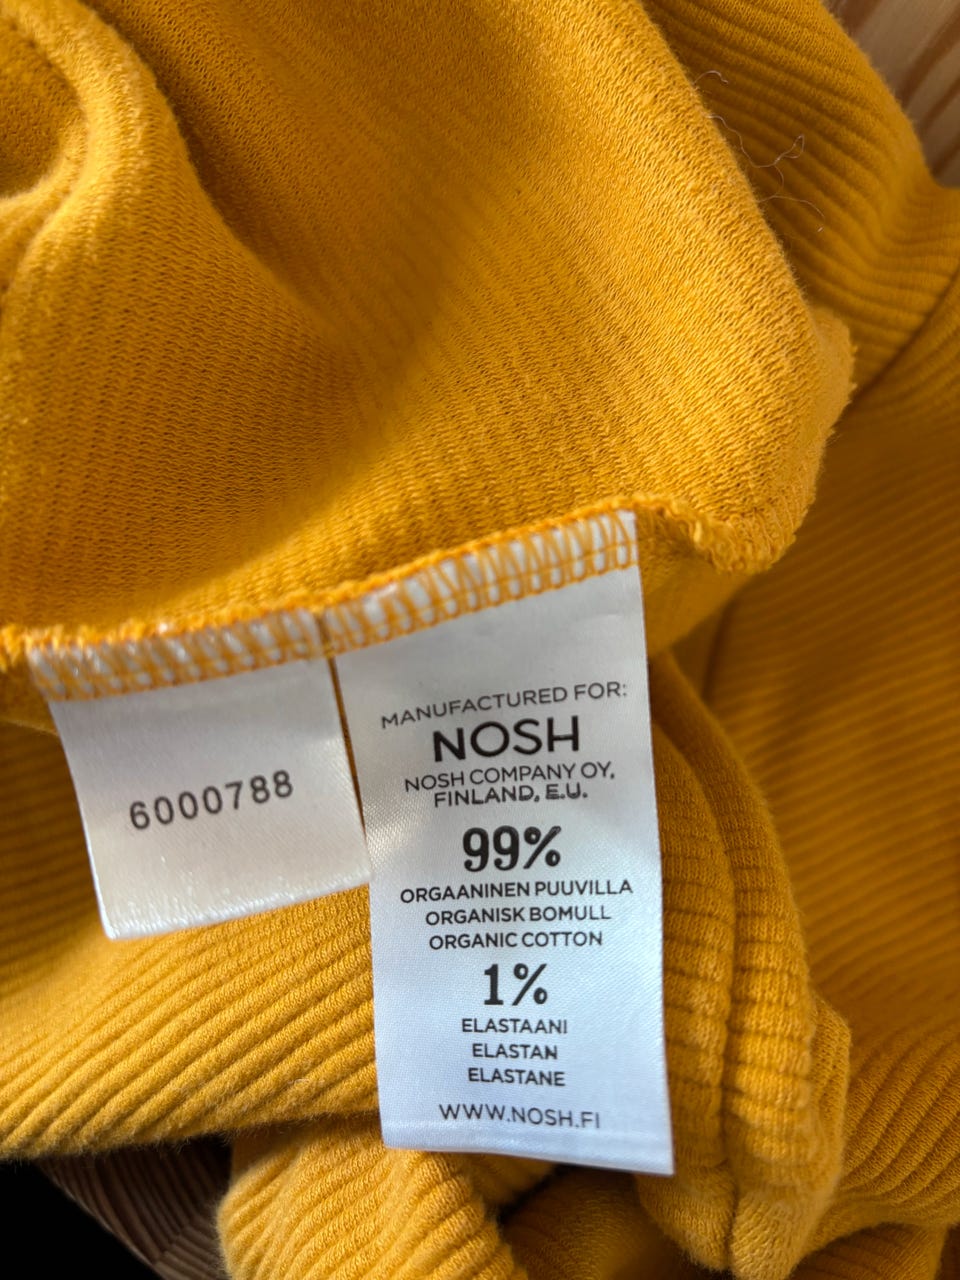 6000788
MANUFACTURED FOR:
NOSH
NOSH COMPANY OY,
FINLAND, E.U.
99%
ORGAANINEN PUUVILLA
ORGANISK BOMULL
ORGANIC COTTON
1%
ELASTAANI
ELASTAN
ELASTANE
WWW.NOSH.FI